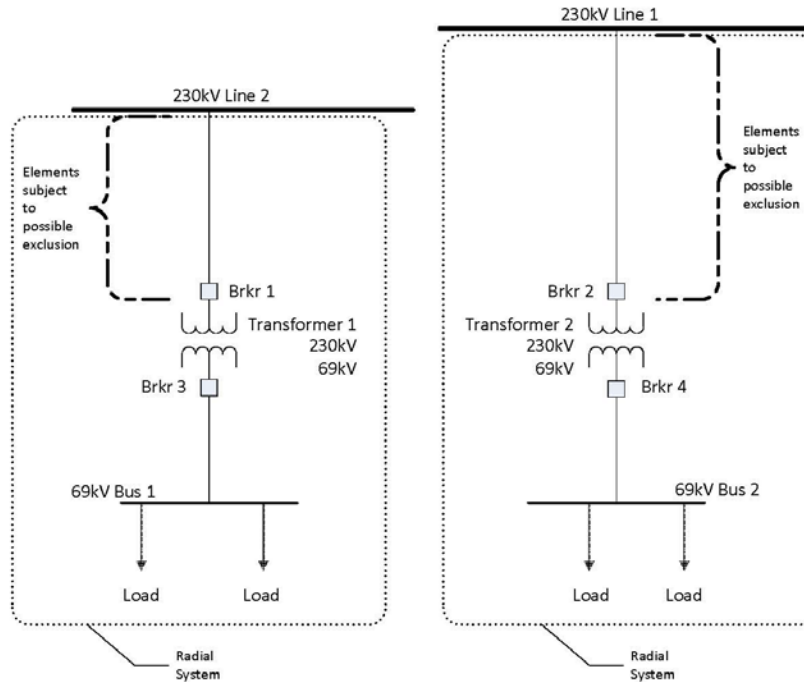 230kV Line 2
Elements
subject
to
possible
exclusion
Brkr 1
Transformer 1
230kV
69kV
Brkr 3
69kV Bus 1
Load
Load
Radial
System
230kV Line 1
Elements
subject
to
possible
exclusion
Brkr 2
Transformer 2
230kV
69kV
Brkr 4
69kV Bus 2
Load
Load
Radial
System